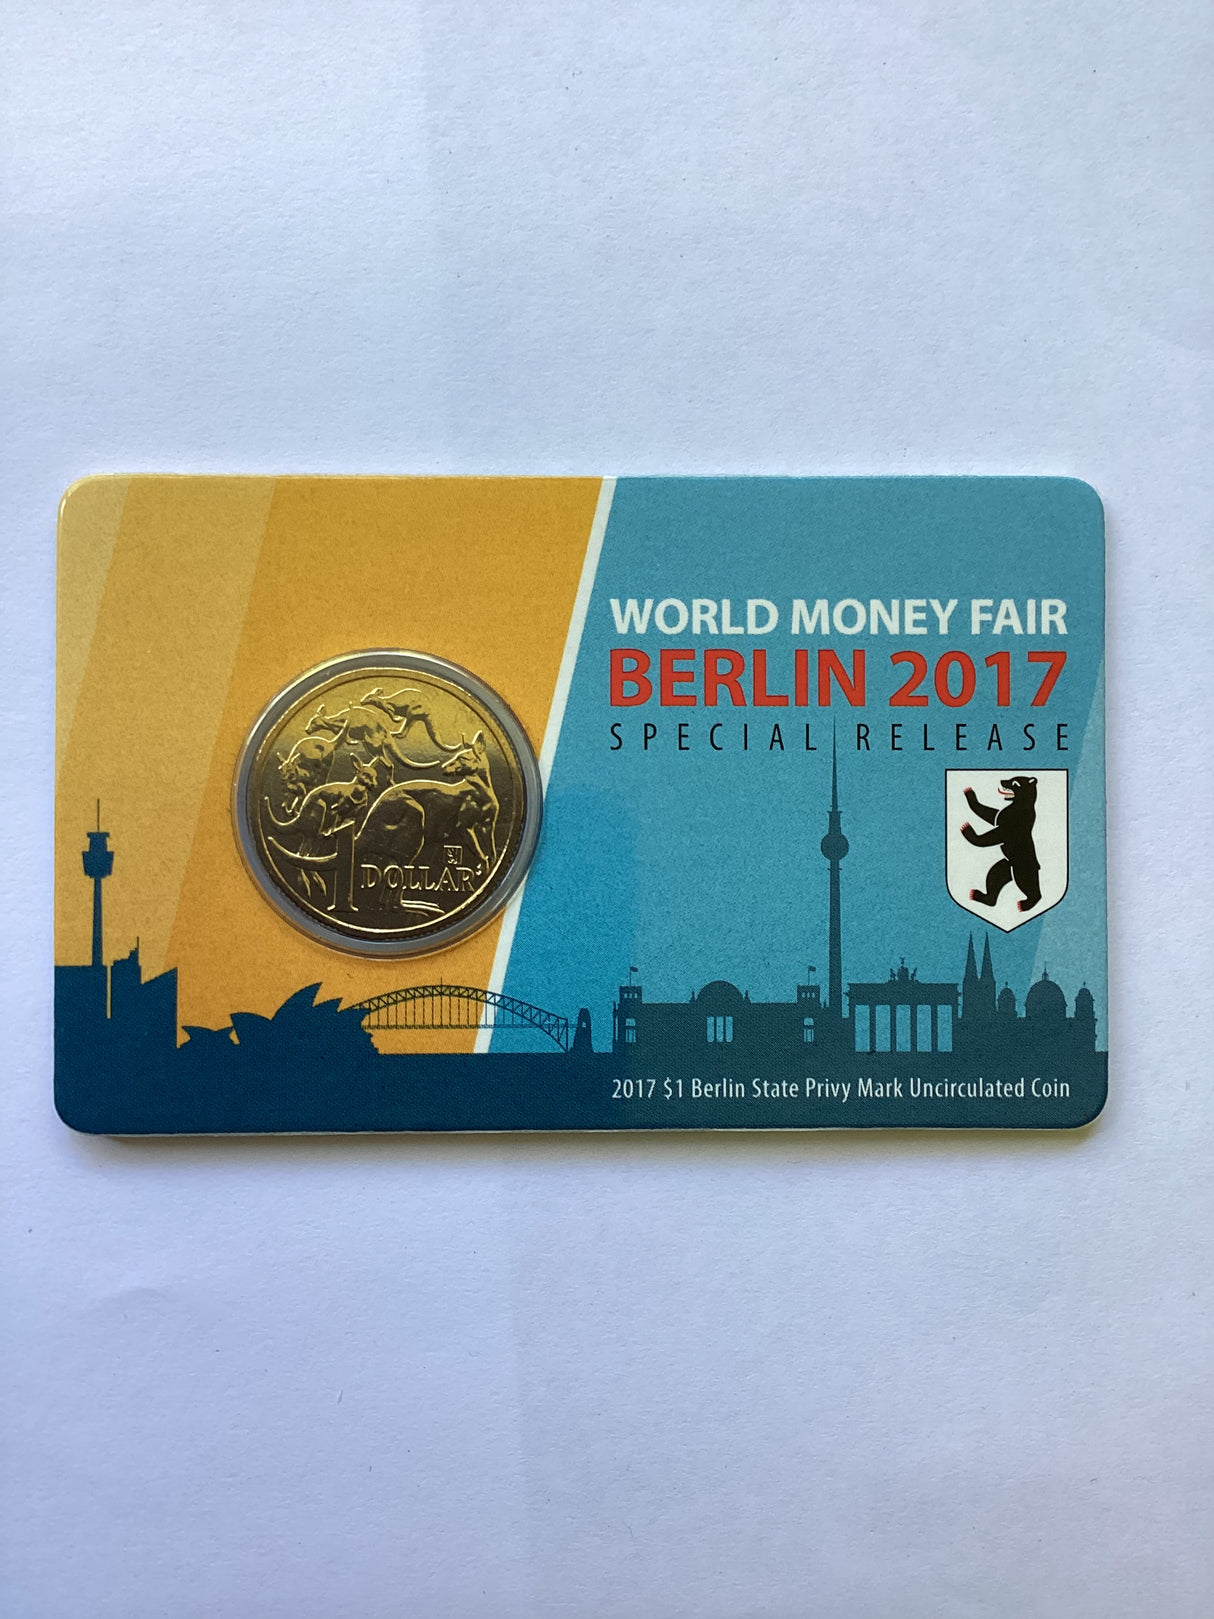 WORLD MONEY FAIR
BERLIN 2017
SPECIAL RELEASE
1 DOLLAR
2017 $1 Berlin State Privy Mark Uncirculated Coin